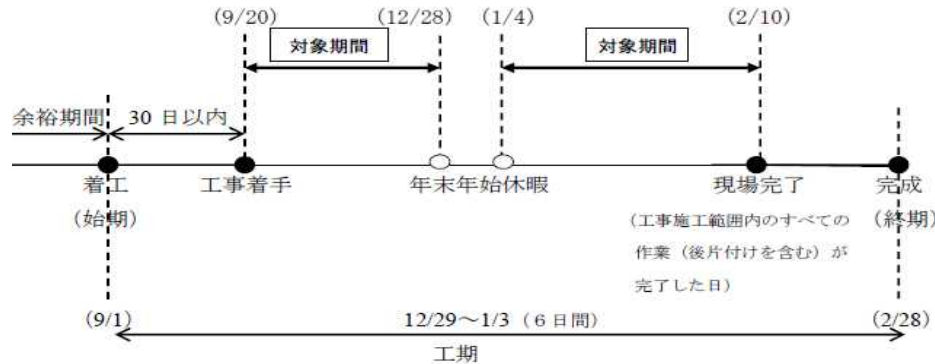 (9/20) (12/28) (1/4) (2/10)
対象期間 対象期間
余裕期間 30 日以内
着工 工事着手 年末年始休暇 現場完了 完成
(始期) (工事施工範囲内のすべての (終期)
作業（後片付けを含む）が
完了した日）
(9/1) 12/29～1/3（6日間） (2/28)
工期